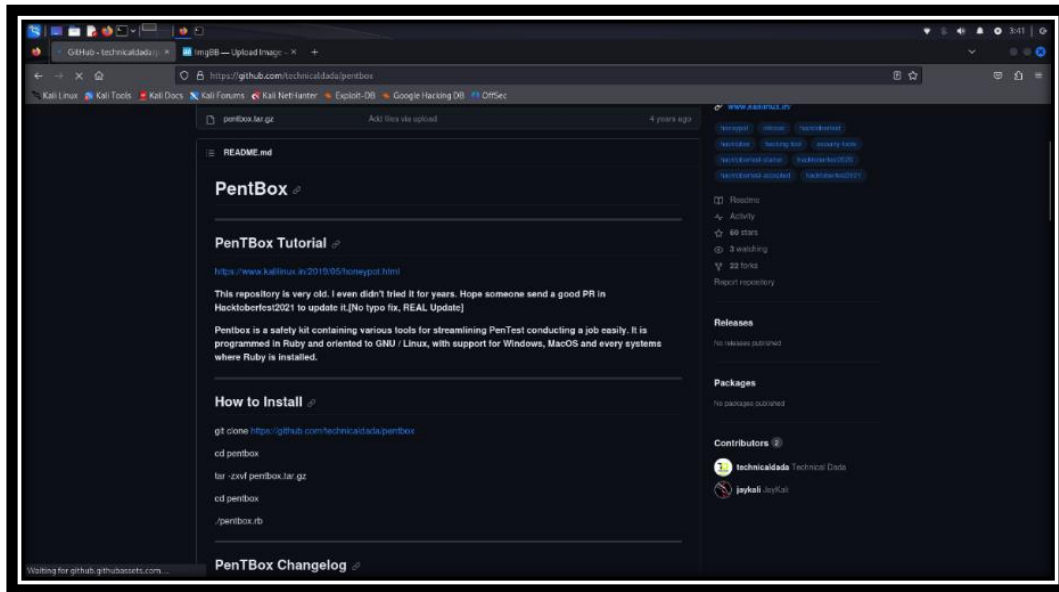 3:41
GitHub - technicaldada/p
ImgBB — Upload Image -
https://github.com/technicaldada/pentbox
Kali Linux Kali Tools Kali Docs Kali Forums Kali NetHunter Exploit-DB Google Hacking DB OffSec
pentbox.tar.gz Add files via upload 4 years ago
README.md
PentBox
PenTBox Tutorial
https://www.kalilinux.in/2019/05/honeypot.html
This repository is very old. I even didn't tried it for years. Hope someone send a good PR in
Hacktoberfest2021 to update it.[No typo fix, REAL Update]
Pentbox is a safety kit containing various tools for streamlining PenTest conducting a job easily. It is
programmed in Ruby and oriented to GNU / Linux, with support for Windows, MacOS and every systems
where Ruby is installed.
How to Install
git clone https://github.com/technicaldada/pentbox
cd pentbox
tar -zxvf pentbox.tar.gz
cd pentbox
./pentbox.rb
PenTBox Changelog
www.kalilinux.in/
honeypot hacktoberfest
hacktober hacking-tool security-tools
hacktoberfest-starter hacktoberfest2020
hacktoberfest-accepted hacktoberfest2021
Readme
Activity
60 stars
3 watching
22 forks
Report repository
Releases
No releases published
Packages
No packages published
Contributors 2
technicaldada Technical Dada
jaykali JayKali
Waiting for github.githubassets.com...